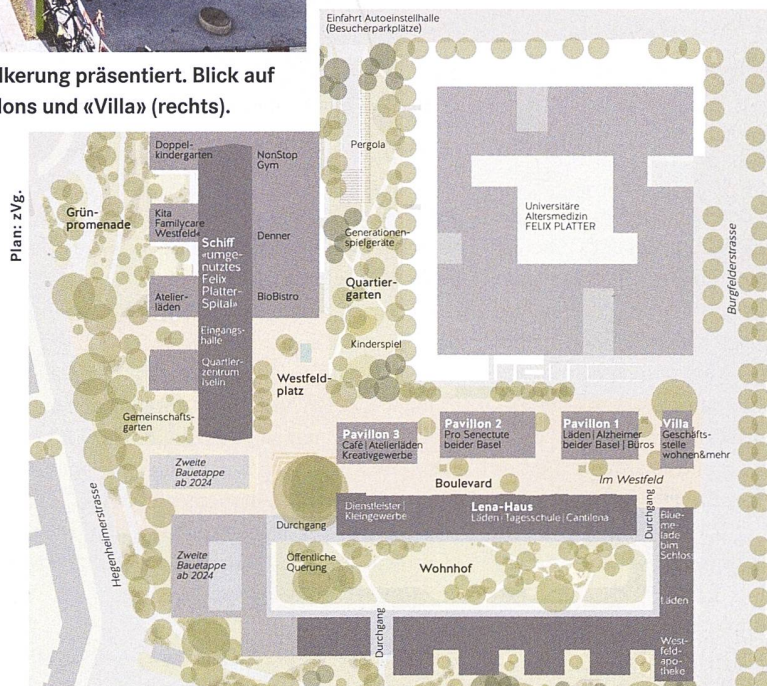 lkerung präsentiert. Blick auf
lons und «Villa» (rechts).
Plan: zVg.
Einfahrt Autoeinstellhalle
(Besucherparkplätze)
Doppel-
kindergarten
NonStop
Gym
Pergola
Grün-
promenade
Kita
Familycare
Westfeld
Schiff
«umge-
nutztes
Felix
Platter-
Spital»
Denner
Generationen-
spielgeräte
Universitäre
Altersmedizin
FELIX PLATTER
Burgfelderstrasse
Atelier-
läden
BioBistro
Quartier-
garten
Eingangs-
halle
Kinderspiel
Quartier-
zentrum
Iselin
Westfeld-
platz
Gemeinschafts-
garten
Pavillon 3
Café | Atelierläden
Kreativgewerbe
Pavillon 2
Pro Senectute
beider Basel
Pavillon 1
Läden | Alzheimer
beider Basel | Büros
Villa
Geschäfts-
stelle
wohnen&mehr
Zweite
Bauetappe
ab 2024
Boulevard
Im Westfeld
Hegenheimerstrasse
Dienstleister |
Kleingewerbe
Lena-Haus
Läden | Tagesschule | Cantilena
Durchgang
Durchgang
Blue-
me-
lade
bim
Schloss
Zweite
Bauetappe
ab 2024
Öffentliche
Querung
Wohnhof
Läden
Durchgang
West-
feld-
apo-
theke